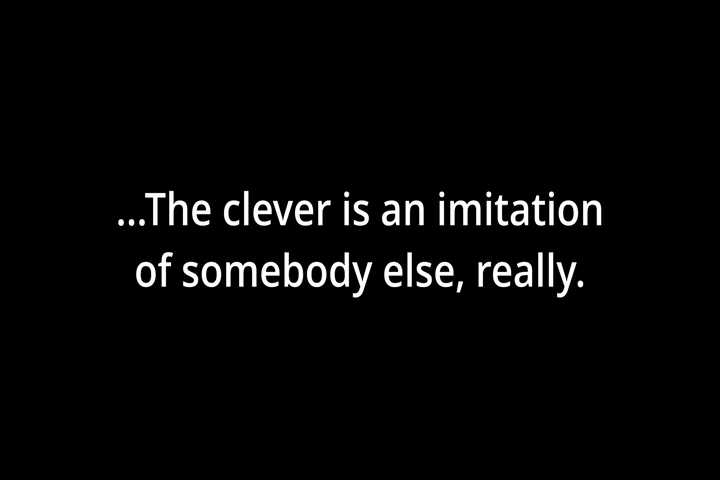 ...The clever is an imitation
of somebody else, really.